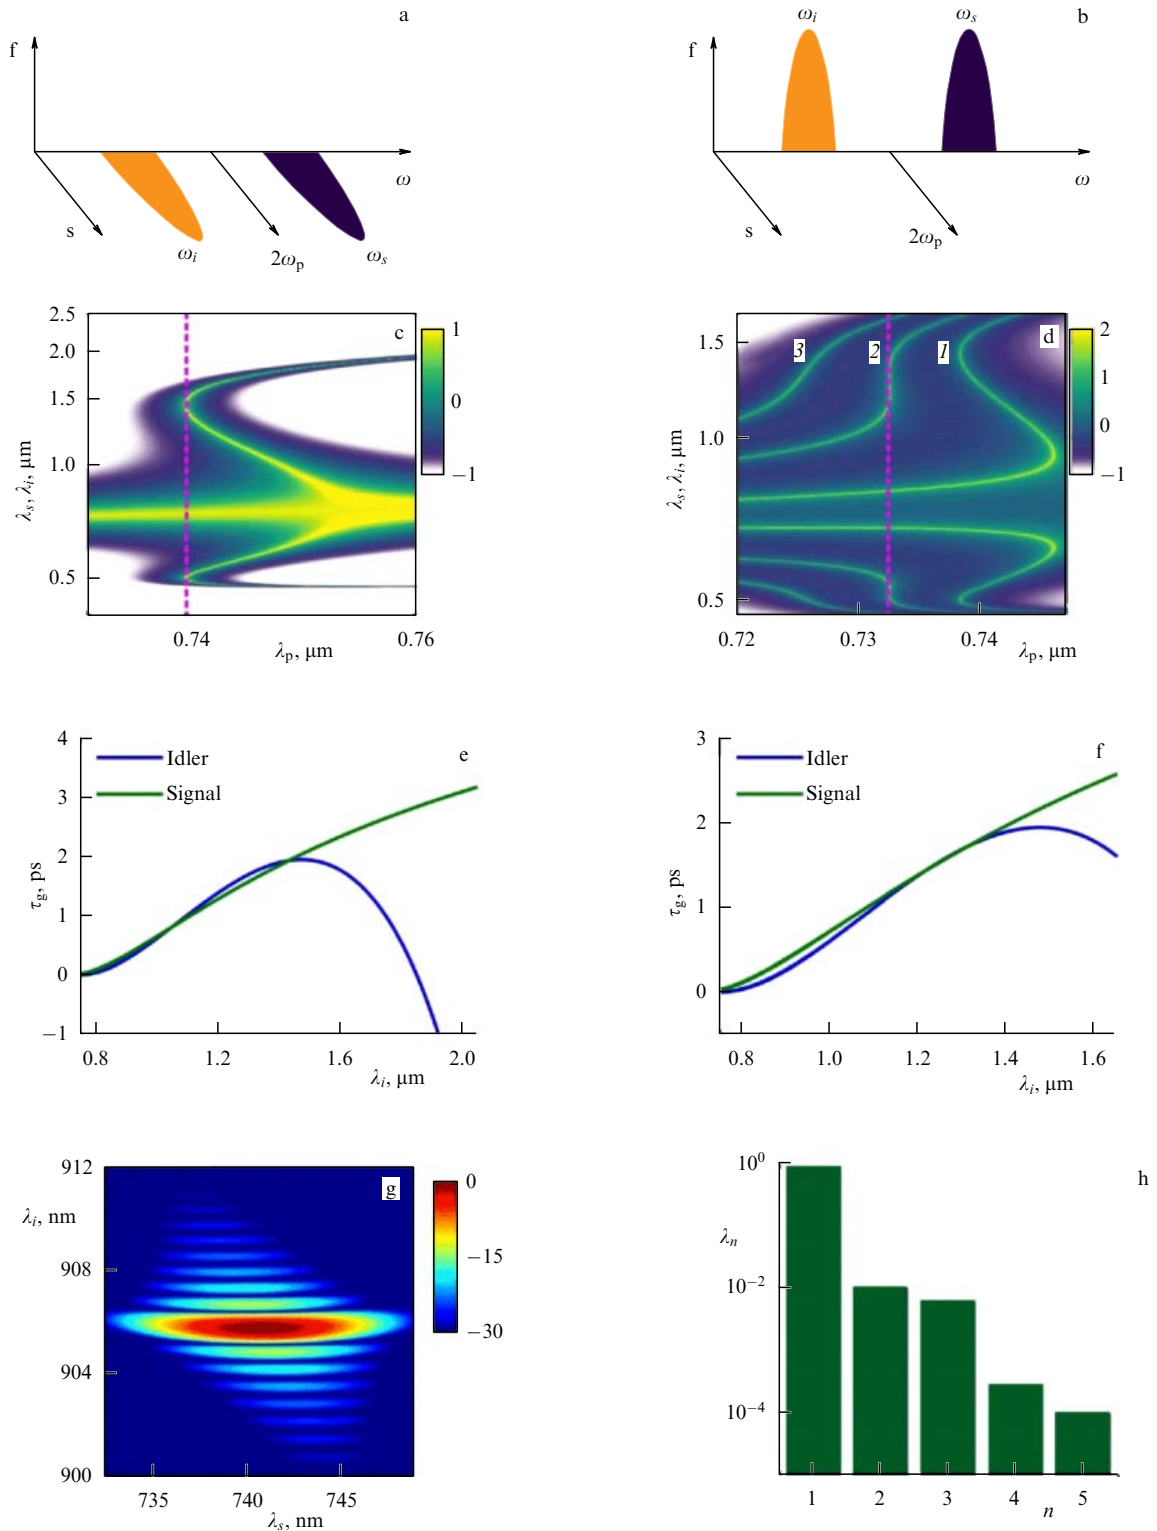 a
f
ω
s
ωi
2ωp
ωs
b
ωi
ωs
f
ω
s
2ωp
c
2.5
2.0
1.5
1.0
0.5
λs, λi, μm
0.74
0.76
λp, μm
1
0
−1
d
3
2
1
1.5
1.0
0.5
λs, λi, μm
0.72
0.73
0.74
λp, μm
2
1
0
−1
e
Idler
Signal
4
3
2
1
0
−1
τg, ps
0.8
1.2
1.6
2.0
λi, μm
f
Idler
Signal
3
2
1
0
τg, ps
0.8
1.0
1.2
1.4
1.6
λi, μm
g
912
λi, nm
908
904
900
735
740
745
λs, nm
0
−15
−30
h
10⁰
λn
10⁻²
10⁻⁴
1
2
3
4
5
n